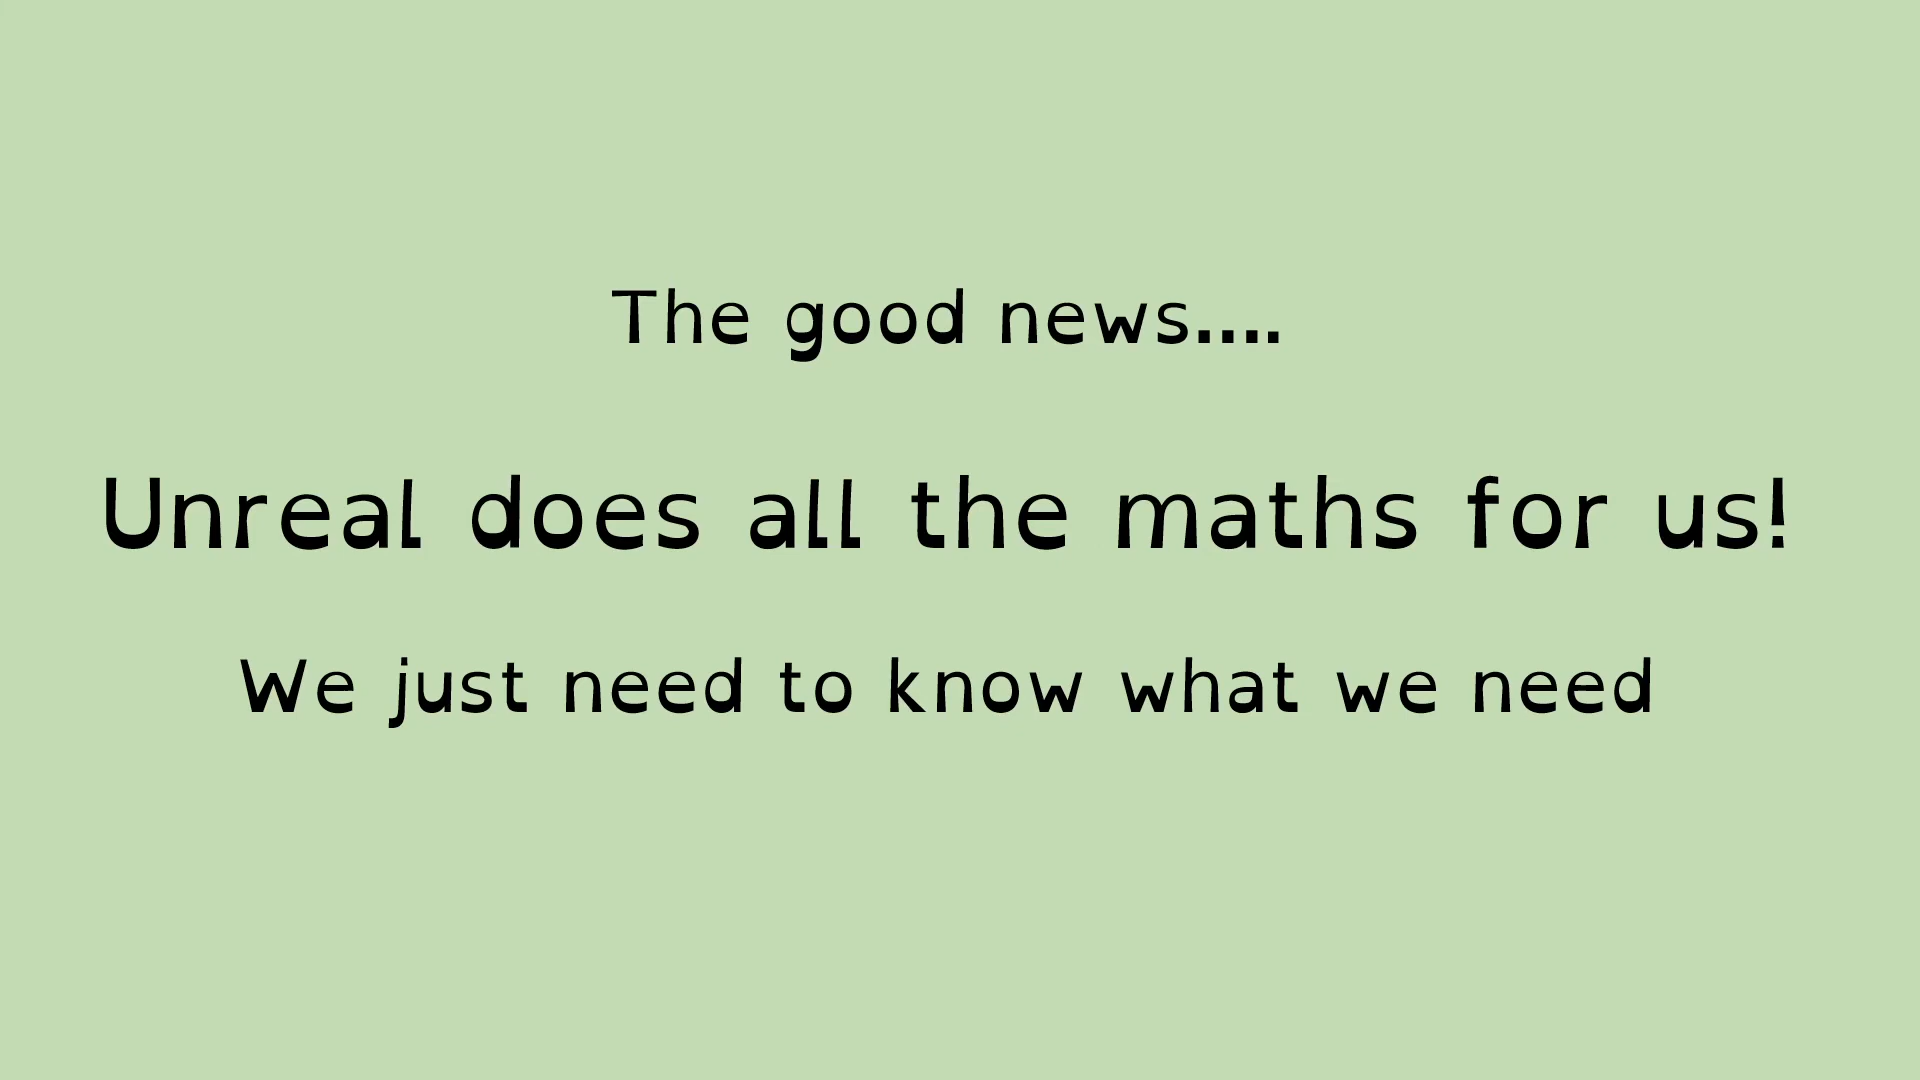 The good news....
Unreal does all the maths for us!
We just need to know what we need